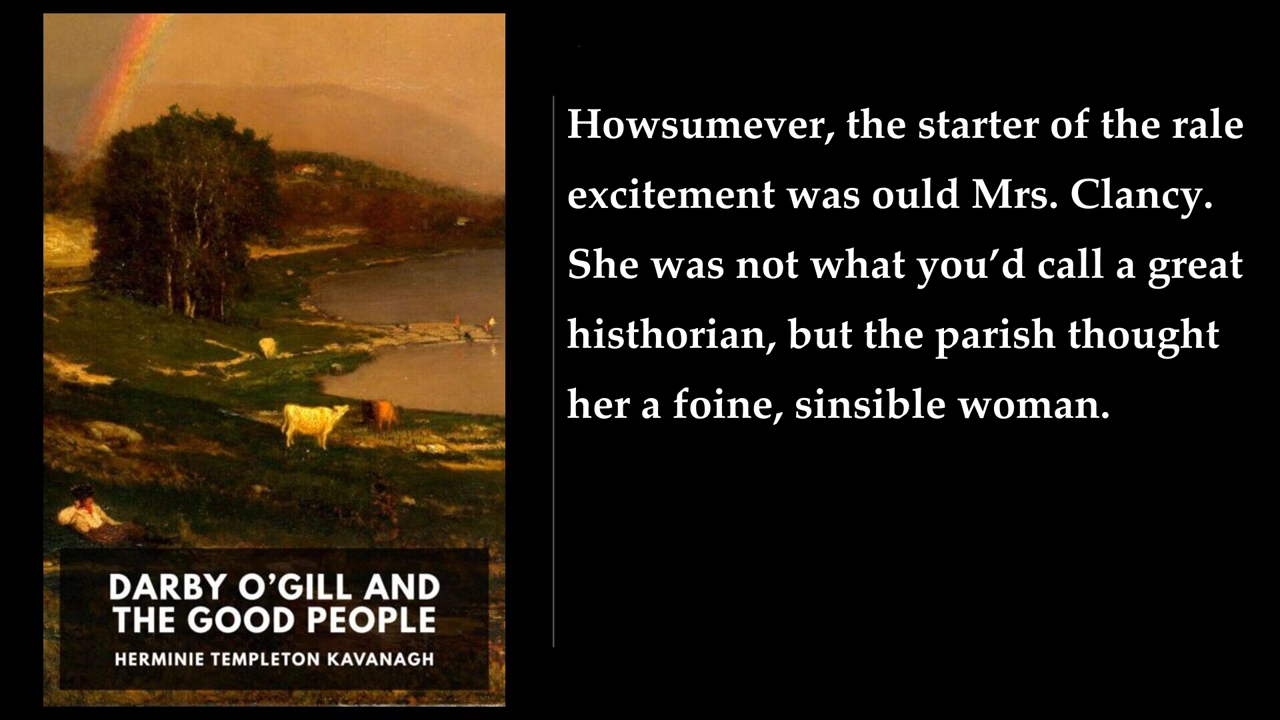 Howsumever, the starter of the rale
excitement was ould Mrs. Clancy.
She was not what you’d call a great
histhorian, but the parish thought
her a foine, sinsible woman.
DARBY O’GILL AND
THE GOOD PEOPLE
HERMINIE TEMPLETON KAVANAGH